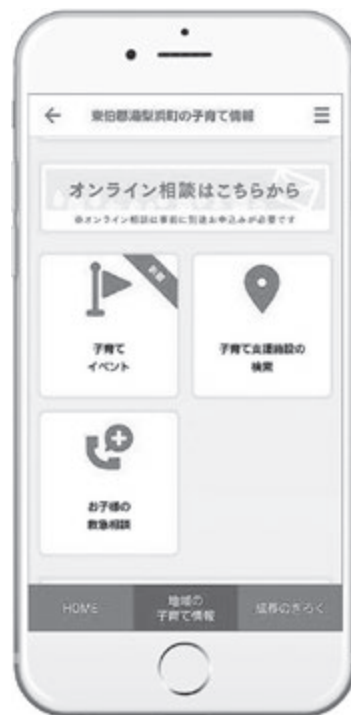 東伯郡湯梨浜町の子育て情報
オンライン相談はこちらから
※オンライン相談は事前に別途お申込みが必要です
新着
子育て
イベント
子育て支援施設の
検索
お子様の
救急相談
HOME
地域の
子育て情報
成長のきろく